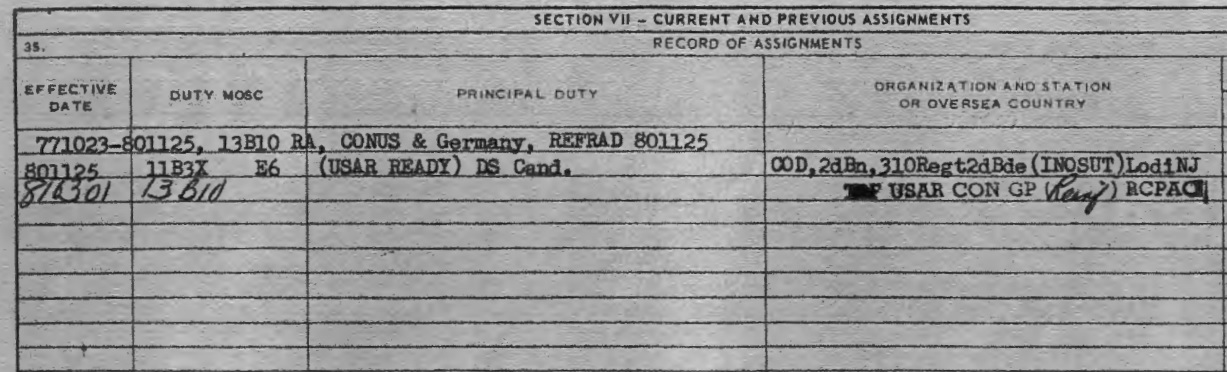 SECTION VII – CURRENT AND PREVIOUS ASSIGNMENTS
35. RECORD OF ASSIGNMENTS
EFFECTIVE DATE DUTY MOSC PRINCIPAL DUTY ORGANIZATION AND STATION OR OVERSEA COUNTRY
771023-801125, 13B10 RA, CONUS & Germany, REFRAD 801125
801125 11B3X E6 (USAR READY) DS Cand. COD,2dBn,310Regt2dBde(INOSUT)LodiNJ
13B10 USAR CON GP ( ) RCPAC